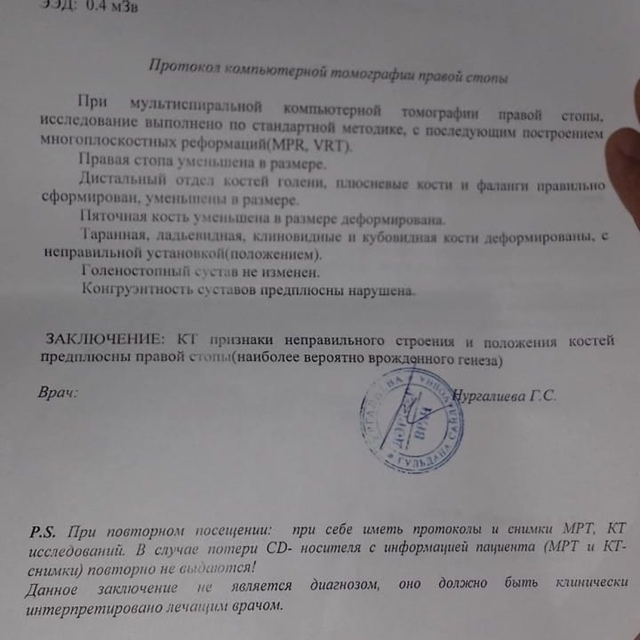 ЭЭД: 0.4 мЗв
Протокол компьютерной томографии правой стопы
При мультиспиральной компьютерной томографии правой стопы,
исследование выполнено по стандартной методике, с последующим построением
многоплоскостных реформаций(MPR, VRT).
Правая стопа уменьшена в размере.
Дистальный отдел костей голени, плюсневые кости и фаланги правильно
сформирован, уменьшены в размере.
Пяточная кость уменьшена в размере деформирована.
Таранная, ладьевидная, клиновидные и кубовидная кости деформированы, с
неправильной установкой(положением).
Голеностопный сустав не изменен.
Конгруэнтность суставов предплюсны нарушена.
ЗАКЛЮЧЕНИЕ: КТ признаки неправильного строения и положения костей
предплюсны правой стопы(наиболее вероятно врожденного генеза)
Врач: Нургалиева Г.С.
ГУЛЬДАНА
ВРАЧ
P.S. При повторном посещении: при себе иметь протоколы и снимки МРТ, КТ
исследований. В случае потери CD- носителя с информацией пациента (МРТ и КТ-
снимки) повторно не выдаются!
Данное заключение не является диагнозом, оно должно быть клинически
интерпретировано лечащим врачом.